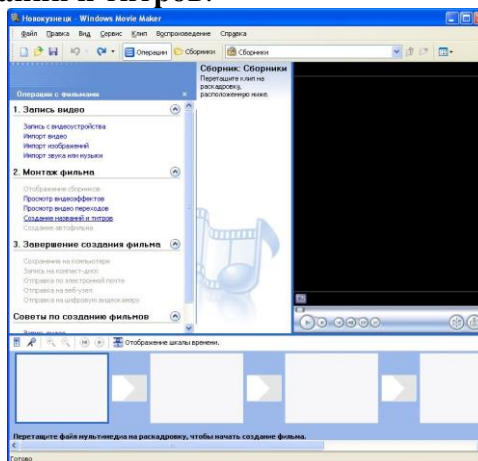 ании и титров.
Новокузнецк - Windows Movie Maker
Файл Правка Вид Сервис Клип Воспроизведение Справка
Операции Сборники Сборники
Операции с фильмами
1. Запись видео
Запись с видеоустройства
Импорт видео
Импорт изображений
Импорт звука или музыки
2. Монтаж фильма
Отображение сборников
Просмотр видеоэффектов
Просмотр видео переходов
Создание названий и титров
Создание автофильма
3. Завершение создания фильма
Сохранение на компьютере
Запись на компакт-диск
Отправка по электронной почте
Отправка на веб-узел
Отправка на цифровую видеокамеру
Советы по созданию фильмов
Сборник: Сборники
Перетащите клип на
раскадровку,
расположенную ниже.
Отображение шкалы времени.
Перетащите файл мультимедиа на раскадровку, чтобы начать создание фильма.
Готово